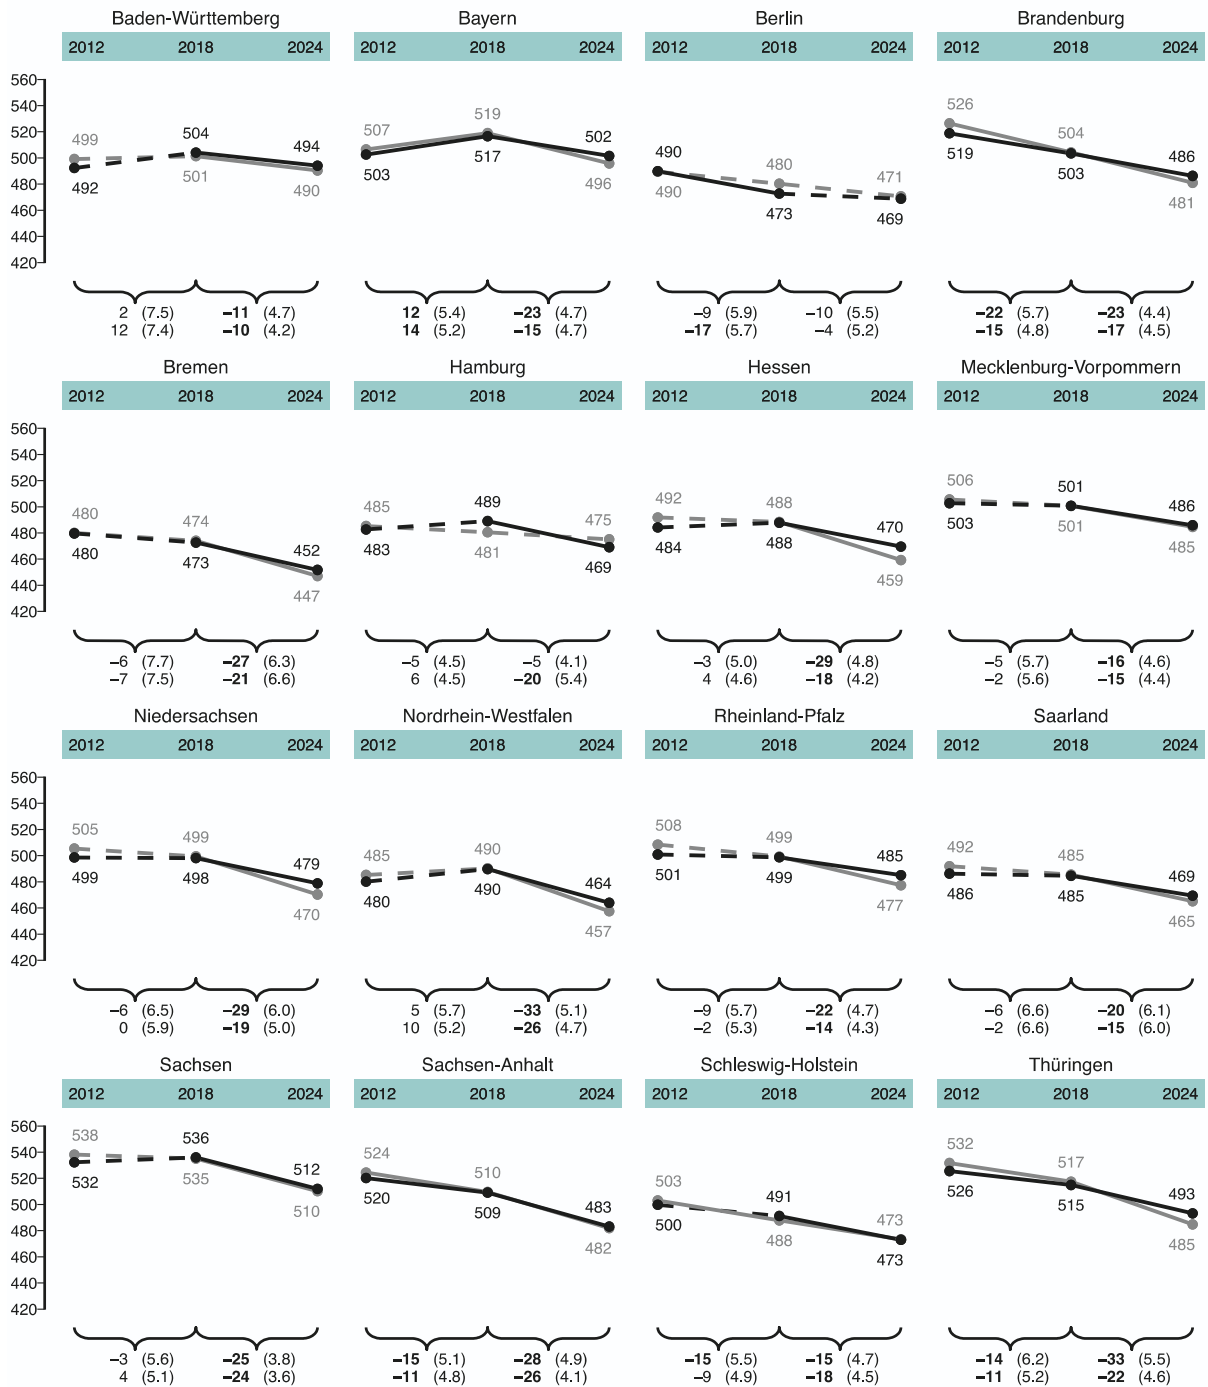 Baden-Württemberg Bayern Berlin Brandenburg
2012 2018 2024 2012 2018 2024 2012 2018 2024 2012 2018 2024
560
540
520
500
480
460
440
420
499 504 494
492 501 490
507 519 502
503 517 496
490 480 471
490 473 469
526 504 486
519 503 481
2 (7.5) –11 (4.7) 12 (5.4) –23 (4.7) –9 (5.9) –10 (5.5) –22 (5.7) –23 (4.4)
12 (7.4) –10 (4.2) 14 (5.2) –15 (4.7) –17 (5.7) –4 (5.2) –15 (4.8) –17 (4.5)
Bremen Hamburg Hessen Mecklenburg-Vorpommern
2012 2018 2024 2012 2018 2024 2012 2018 2024 2012 2018 2024
560
540
520
500
480
460
440
420
480 474 452
480 473 447
485 489 475
483 481 469
492 488 470
484 488 459
506 501 486
503 501 485
–6 (7.7) –27 (6.3) –5 (4.5) –5 (4.1) –3 (5.0) –29 (4.8) –5 (5.7) –16 (4.6)
–7 (7.5) –21 (6.6) 6 (4.5) –20 (5.4) 4 (4.6) –18 (4.2) –2 (5.6) –15 (4.4)
Niedersachsen Nordrhein-Westfalen Rheinland-Pfalz Saarland
2012 2018 2024 2012 2018 2024 2012 2018 2024 2012 2018 2024
560
540
520
500
480
460
440
420
505 499 479
499 498 470
485 490 464
480 490 457
508 499 485
501 499 477
492 485 469
486 485 465
–6 (6.5) –29 (6.0) 5 (5.7) –33 (5.1) –9 (5.7) –22 (4.7) –6 (6.6) –20 (6.1)
0 (5.9) –19 (5.0) 10 (5.2) –26 (4.7) –2 (5.3) –14 (4.3) –2 (6.6) –15 (6.0)
Sachsen Sachsen-Anhalt Schleswig-Holstein Thüringen
2012 2018 2024 2012 2018 2024 2012 2018 2024 2012 2018 2024
560
540
520
500
480
460
440
420
538 536 512
532 535 510
524 510 483
520 509 482
503 491 473
500 488 473
532 517 493
526 515 485
–3 (5.6) –25 (3.8) –15 (5.1) –28 (4.9) –15 (5.5) –15 (4.7) –14 (6.2) –33 (5.5)
4 (5.1) –24 (3.6) –11 (4.8) –26 (4.1) –9 (4.9) –18 (4.5) –11 (5.2) –22 (4.6)